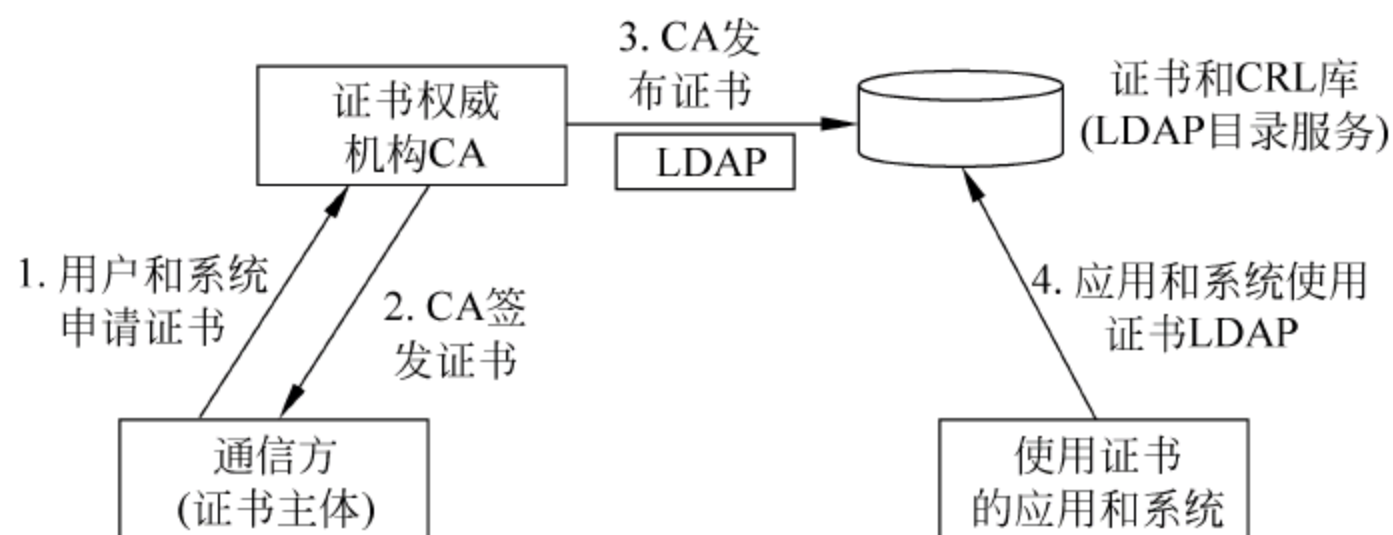 3. CA发
布证书
证书权威
机构CA
LDAP
证书和CRL库
(LDAP目录服务)
1. 用户和系统
申请证书
2. CA签
发证书
4. 应用和系统使用
证书LDAP
通信方
(证书主体)
使用证书
的应用和系统